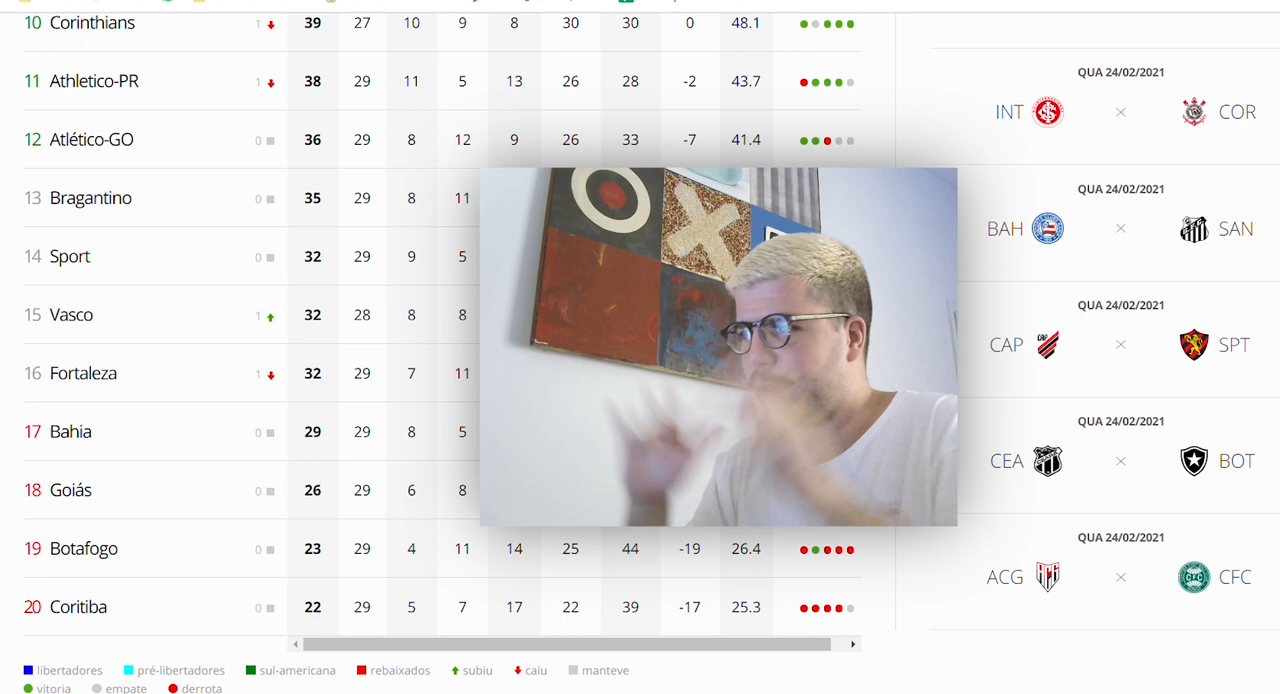 10 Corinthians 1 39 27 10 9 8 30 30 0 48.1
11 Athletico-PR 1 38 29 11 5 13 26 28 -2 43.7
12 Atlético-GO 0 36 29 8 12 9 26 33 -7 41.4
13 Bragantino 0 35 29 8 11
14 Sport 0 32 29 9 5
15 Vasco 1 32 28 8 8
16 Fortaleza 1 32 29 7 11
17 Bahia 0 29 29 8 5
18 Goiás 0 26 29 6 8
19 Botafogo 0 23 29 4 11 14 25 44 -19 26.4
20 Coritiba 0 22 29 5 7 17 22 39 -17 25.3
libertadores pré-libertadores sul-americana rebaixados subiu caiu manteve
vitoria empate derrota
QUA 24/02/2021
INT × COR
QUA 24/02/2021
BAH × SAN
QUA 24/02/2021
CAP × SPT
QUA 24/02/2021
CEA × BOT
QUA 24/02/2021
ACG × CFC